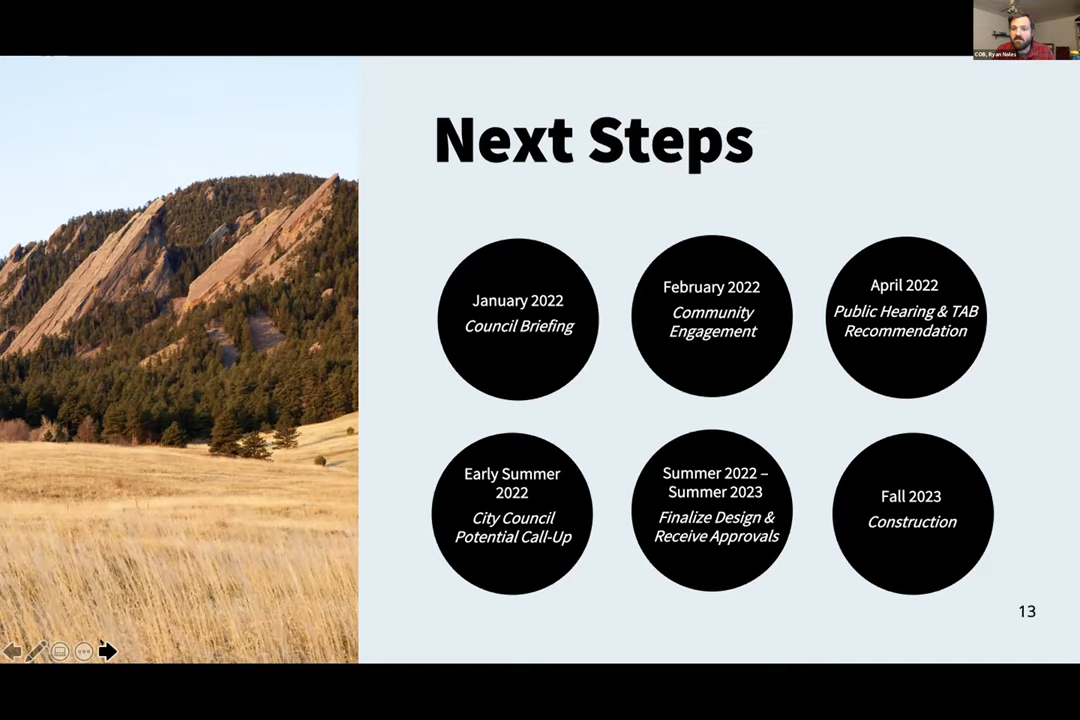 COB, Ryan Noles
Next Steps
January 2022
Council Briefing
February 2022
Community
Engagement
April 2022
Public Hearing & TAB
Recommendation
Early Summer
2022
City Council
Potential Call-Up
Summer 2022 –
Summer 2023
Finalize Design &
Receive Approvals
Fall 2023
Construction
13